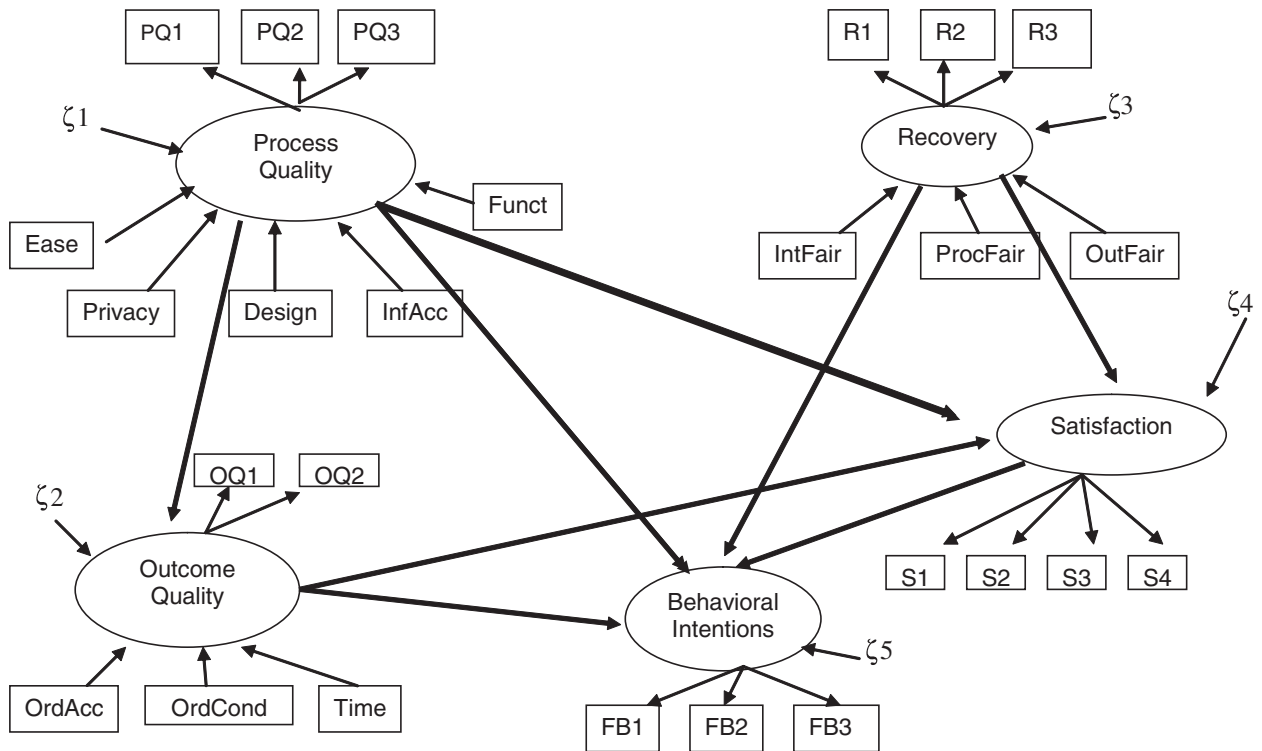 PQ1
PQ2
PQ3
R1
R2
R3
ζ1
ζ3
Process
Quality
Recovery
Funct
Ease
IntFair
ProcFair
OutFair
Privacy
Design
InfAcc
ζ4
Satisfaction
OQ1
OQ2
ζ2
Outcome
Quality
S1
S2
S3
S4
Behavioral
Intentions
ζ5
OrdAcc
OrdCond
Time
FB1
FB2
FB3